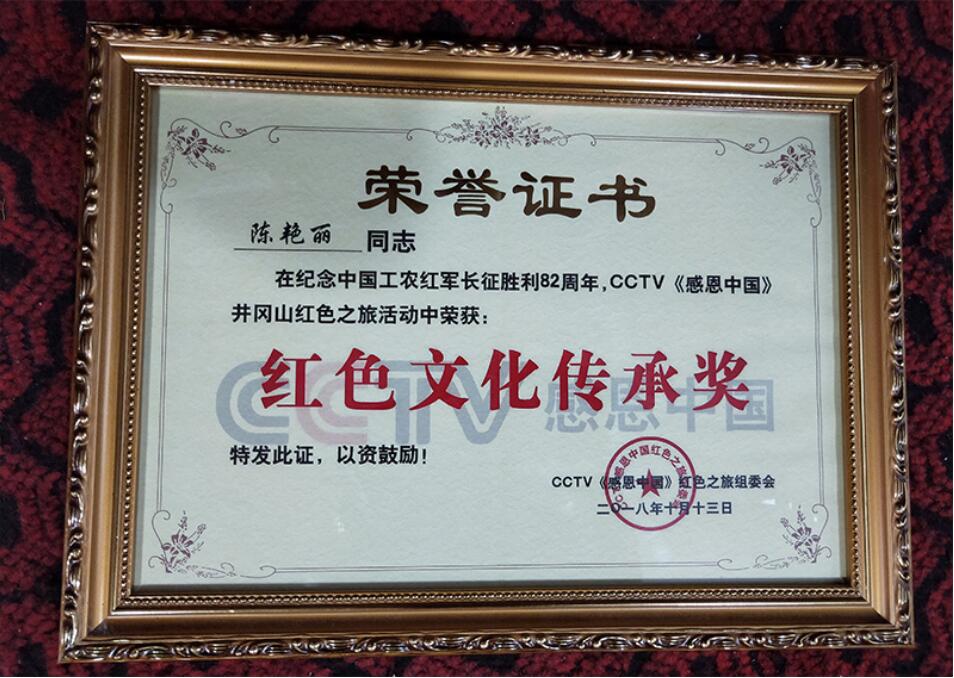 荣誉证书
陈艳丽 同志
在纪念中国工农红军长征胜利82周年,CCTV《感恩中国》
井冈山红色之旅活动中荣获:
红色文化传承奖
CCTV 感恩中国
特发此证，以资鼓励！
CCTV《感恩中国》红色之旅组委会
二〇一八年十月十三日